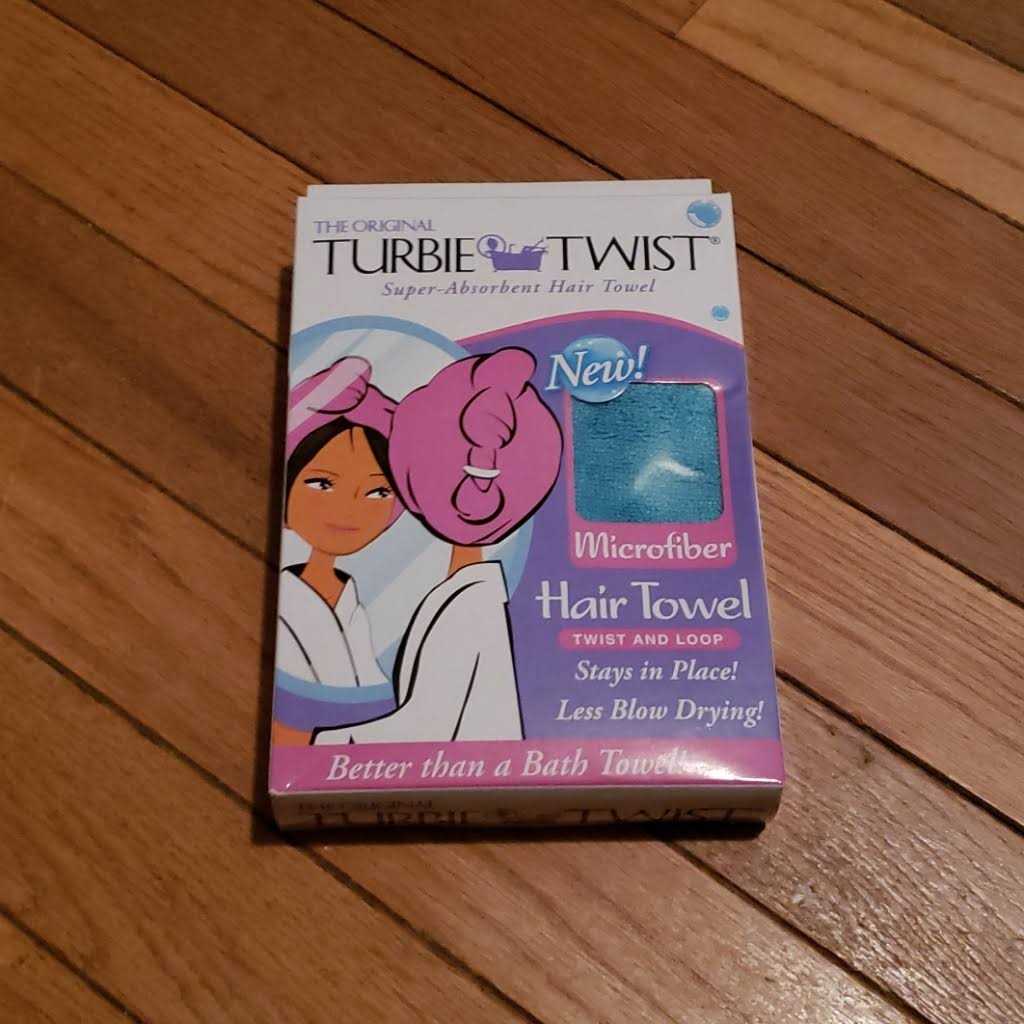 THE ORIGINAL
TURBIE TWIST®
Super-Absorbent Hair Towel
New!
Microfiber
Hair Towel
TWIST AND LOOP
Stays in Place!
Less Blow Drying!
Better than a Bath Towel!
THE ORIGINAL
TURBIE TWIST